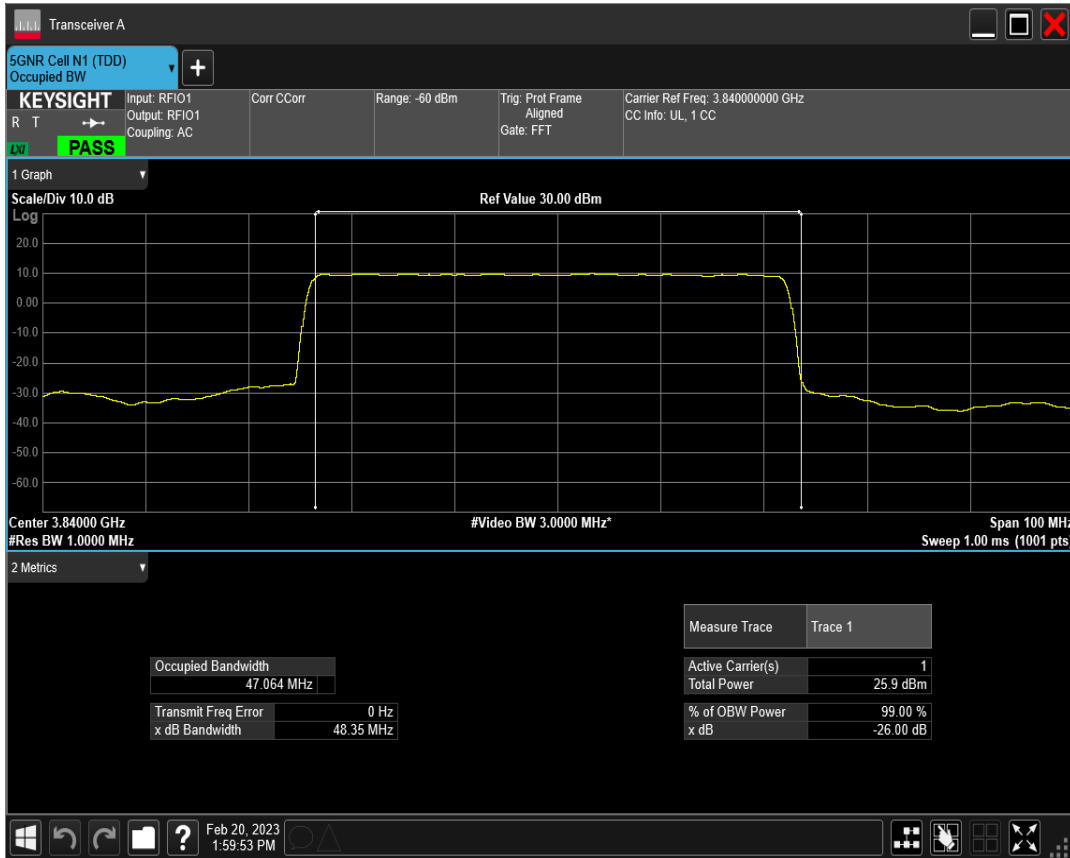 Transceiver A
5GNR Cell N1 (TDD)
Occupied BW
+
KEYSIGHT
R T
LXI
PASS
Input: RFIO1
Output: RFIO1
Coupling: AC
Corr CCorr
Range: -60 dBm
Trig: Prot Frame
Aligned
Gate: FFT
Carrier Ref Freq: 3.840000000 GHz
CC Info: UL, 1 CC
1 Graph
Scale/Div 10.0 dB
Ref Value 30.00 dBm
Log
20.0
10.0
0.00
-10.0
-20.0
-30.0
-40.0
-50.0
-60.0
Center 3.84000 GHz
#Video BW 3.0000 MHz*
Span 100 MHz
#Res BW 1.0000 MHz
Sweep 1.00 ms (1001 pts)
2 Metrics
Measure Trace Trace 1
Occupied Bandwidth
47.064 MHz
Active Carrier(s) 1
Total Power 25.9 dBm
Transmit Freq Error 0 Hz
x dB Bandwidth 48.35 MHz
% of OBW Power 99.00 %
x dB -26.00 dB
?
Feb 20, 2023
1:59:53 PM